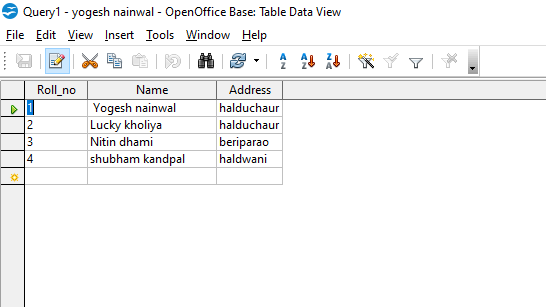 Query1 - yogesh nainwal - OpenOffice Base: Table Data View
File Edit View Insert Tools Window Help
Roll_no Name Address
1 Yogesh nainwal halduchaur
2 Lucky kholiya halduchaur
3 Nitin dhami beriparao
4 shubham kandpal haldwani